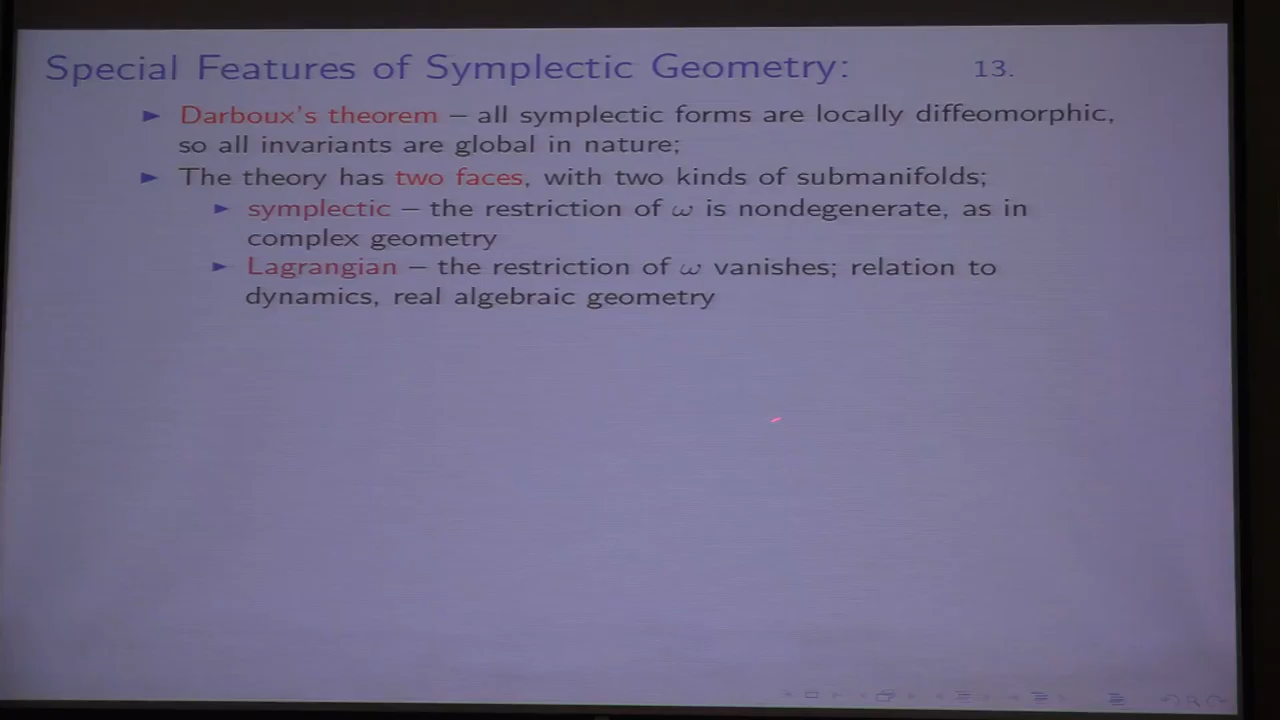 Special Features of Symplectic Geometry: 13.
► Darboux's theorem – all symplectic forms are locally diffeomorphic,
so all invariants are global in nature;
► The theory has two faces, with two kinds of submanifolds;
► symplectic – the restriction of ω is nondegenerate, as in
complex geometry
► Lagrangian – the restriction of ω vanishes; relation to
dynamics, real algebraic geometry